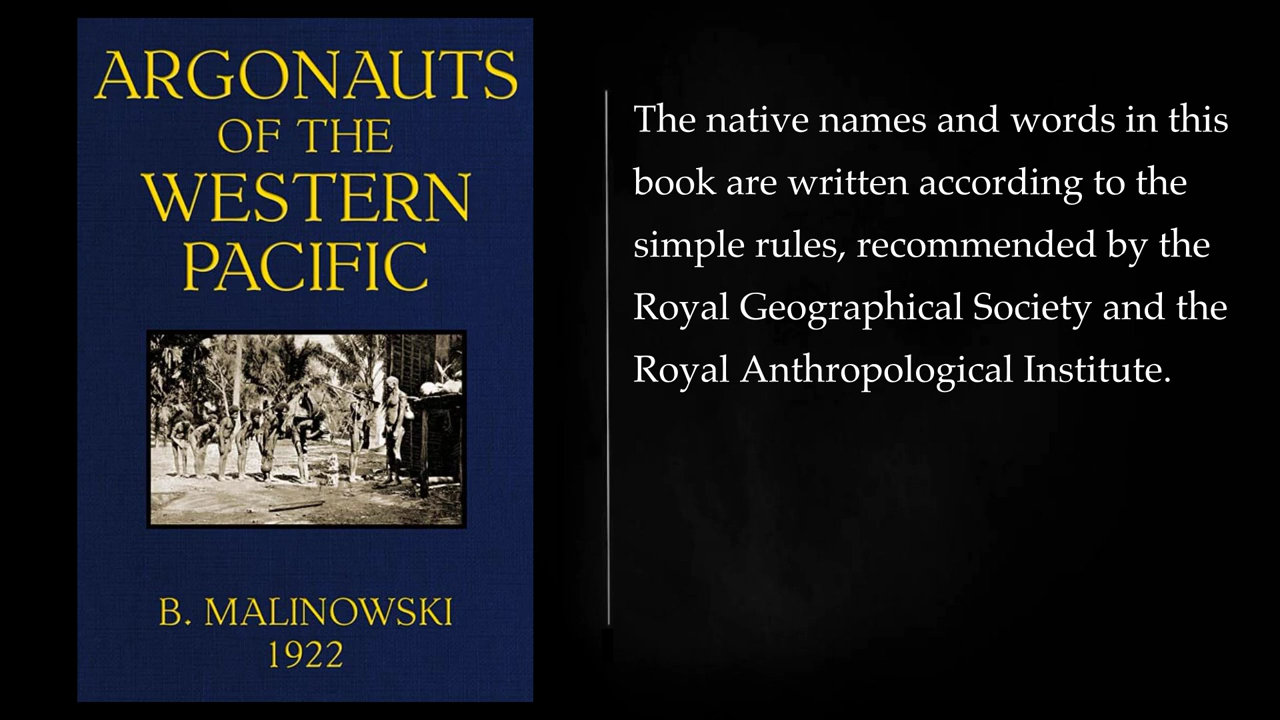 ARGONAUTS
OF THE
WESTERN
PACIFIC
B. MALINOWSKI
1922
The native names and words in this
book are written according to the
simple rules, recommended by the
Royal Geographical Society and the
Royal Anthropological Institute.